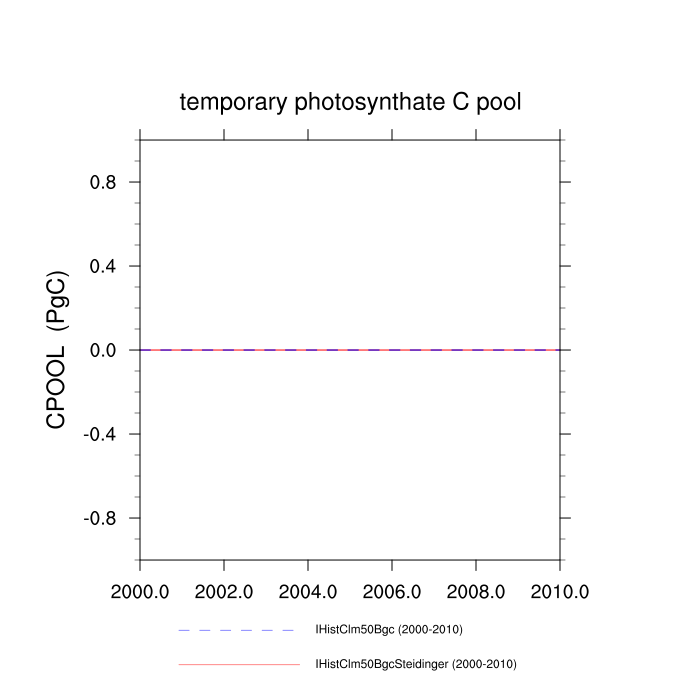 temporary photosynthate C pool
0.8
0.4
0.0
-0.4
-0.8
CPOOL (PgC)
2000.0 2002.0 2004.0 2006.0 2008.0 2010.0
IHistClm50Bgc (2000-2010)
IHistClm50BgcSteidinger (2000-2010)